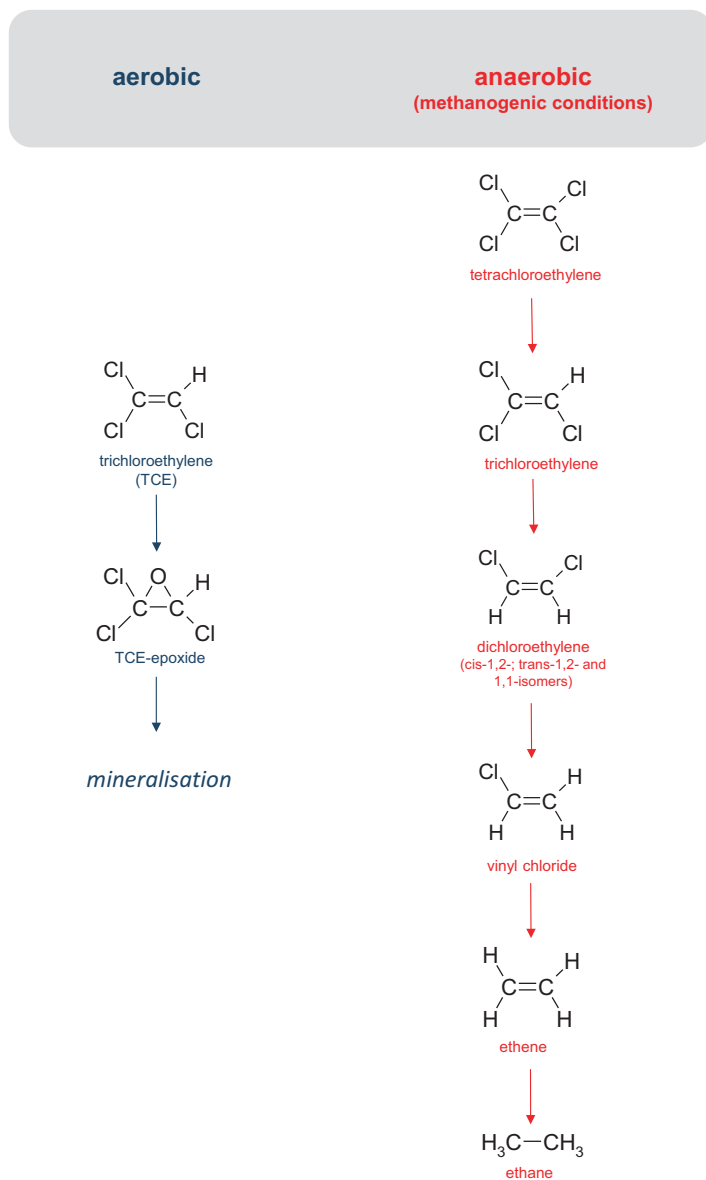 aerobic
anaerobic
(methanogenic conditions)
Cl Cl
C=C
Cl Cl
tetrachloroethylene
Cl H
C=C
Cl Cl
trichloroethylene
(TCE)
Cl H
C=C
Cl Cl
trichloroethylene
Cl O H
C–C
Cl Cl
TCE-epoxide
mineralisation
Cl Cl
C=C
H H
dichloroethylene
(cis-1,2-; trans-1,2- and
1,1-isomers)
Cl H
C=C
H H
vinyl chloride
H H
C=C
H H
ethene
H₃C–CH₃
ethane